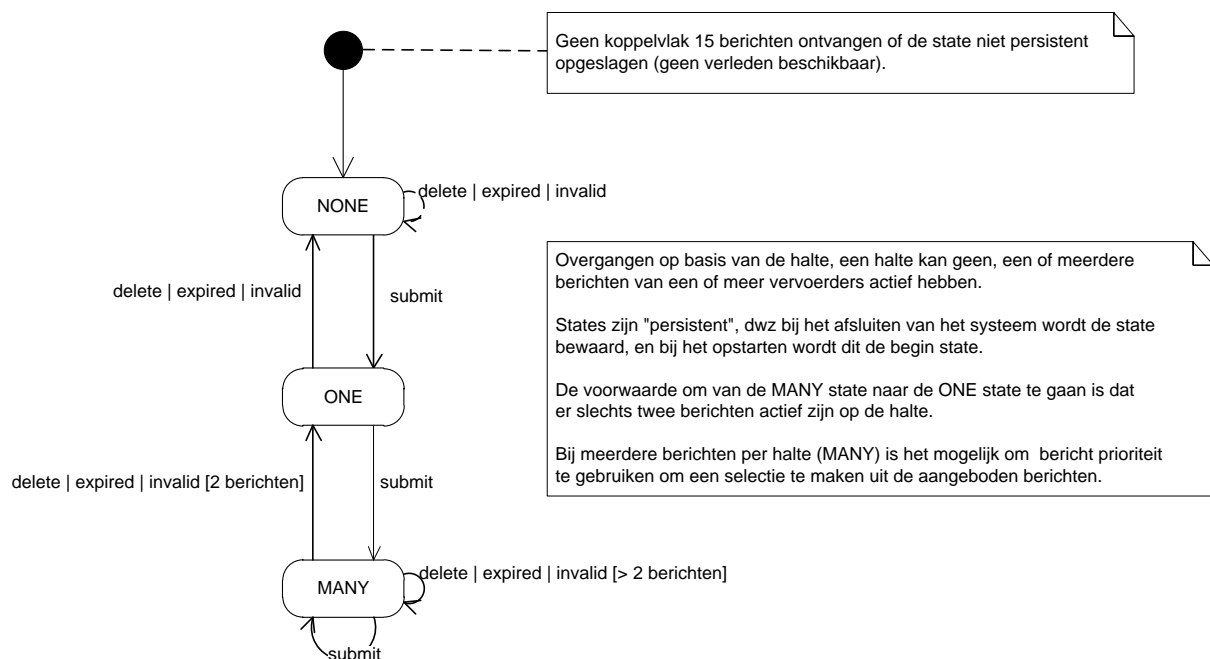 Geen koppelvlak 15 berichten ontvangen of de state niet persistent
opgeslagen (geen verleden beschikbaar).
NONE
delete | expired | invalid
delete | expired | invalid
submit
Overgangen op basis van de halte, een halte kan geen, een of meerdere
berichten van een of meer vervoerders actief hebben.
States zijn "persistent", dwz bij het afsluiten van het systeem wordt de state
bewaard, en bij het opstarten wordt dit de begin state.
De voorwaarde om van de MANY state naar de ONE state te gaan is dat
er slechts twee berichten actief zijn op de halte.
Bij meerdere berichten per halte (MANY) is het mogelijk om bericht prioriteit
te gebruiken om een selectie te maken uit de aangeboden berichten.
ONE
delete | expired | invalid [2 berichten]
submit
MANY
delete | expired | invalid [> 2 berichten]
submit